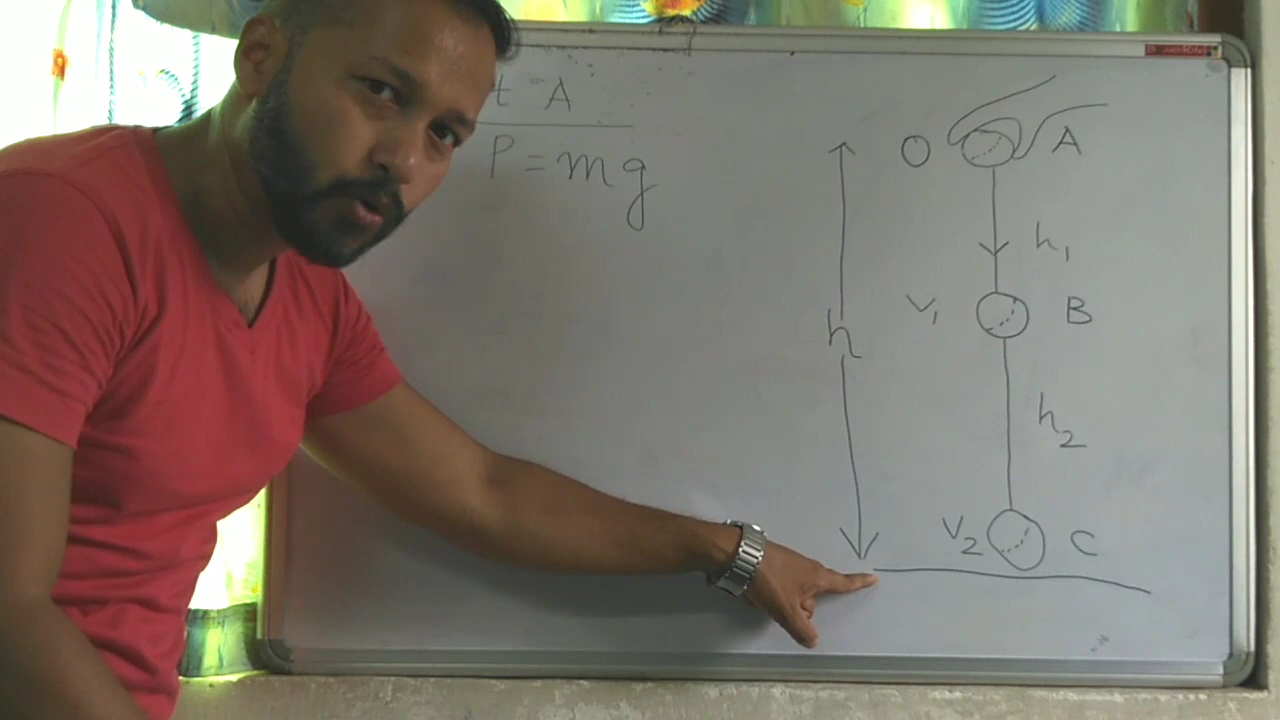 t A
P = mg
O A
h₁
h
V₁ B
h₂
V₂ C